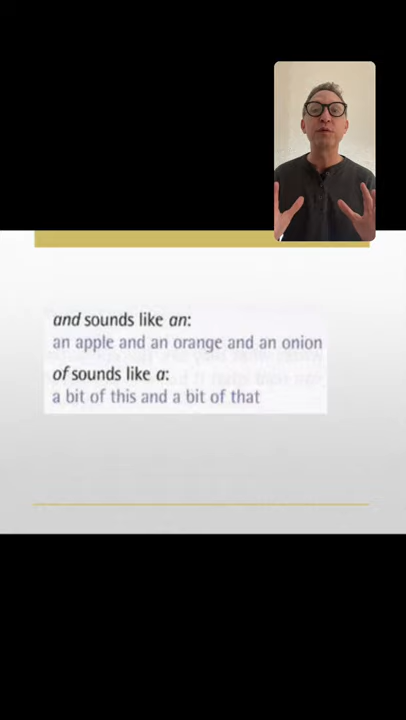 and sounds like an:
an apple and an orange and an onion
of sounds like a:
a bit of this and a bit of that